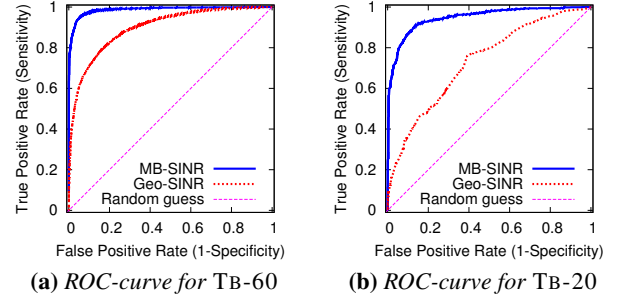 True Positive Rate (Sensitivity)
1
0.8
0.6
0.4
0.2
0
MB-SINR
Geo-SINR
Random guess
0 0.2 0.4 0.6 0.8 1
False Positive Rate (1-Specificity)
(a) ROC-curve for TB-60
True Positive Rate (Sensitivity)
1
0.8
0.6
0.4
0.2
0
MB-SINR
Geo-SINR
Random guess
0 0.2 0.4 0.6 0.8 1
False Positive Rate (1-Specificity)
(b) ROC-curve for TB-20